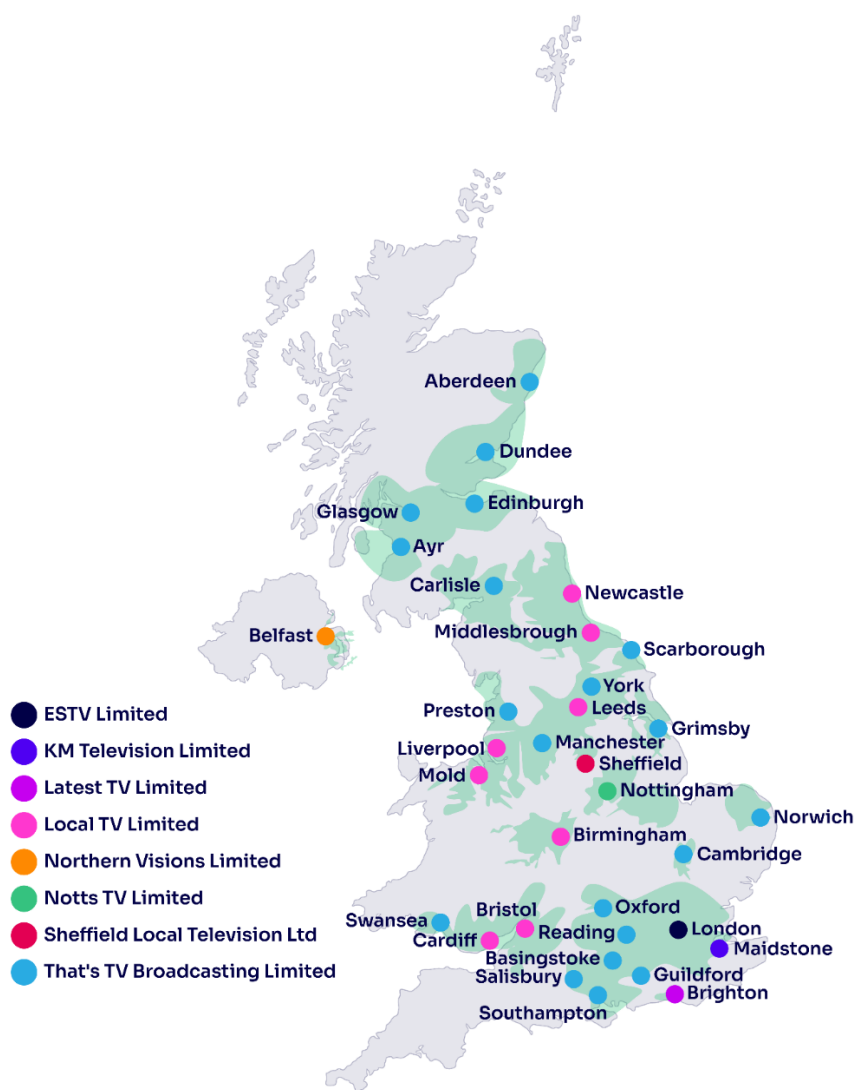 Aberdeen
Dundee
Edinburgh
Glasgow
Ayr
Carlisle
Newcastle
Belfast
Middlesbrough
Scarborough
York
Leeds
Preston
Grimsby
Manchester
Liverpool
Sheffield
Mold
Nottingham
Norwich
Birmingham
Cambridge
Oxford
Bristol
Swansea
Cardiff
Reading
London
Maidstone
Basingstoke
Salisbury
Guildford
Brighton
Southampton
ESTV Limited
KM Television Limited
Latest TV Limited
Local TV Limited
Northern Visions Limited
Notts TV Limited
Sheffield Local Television Ltd
That's TV Broadcasting Limited